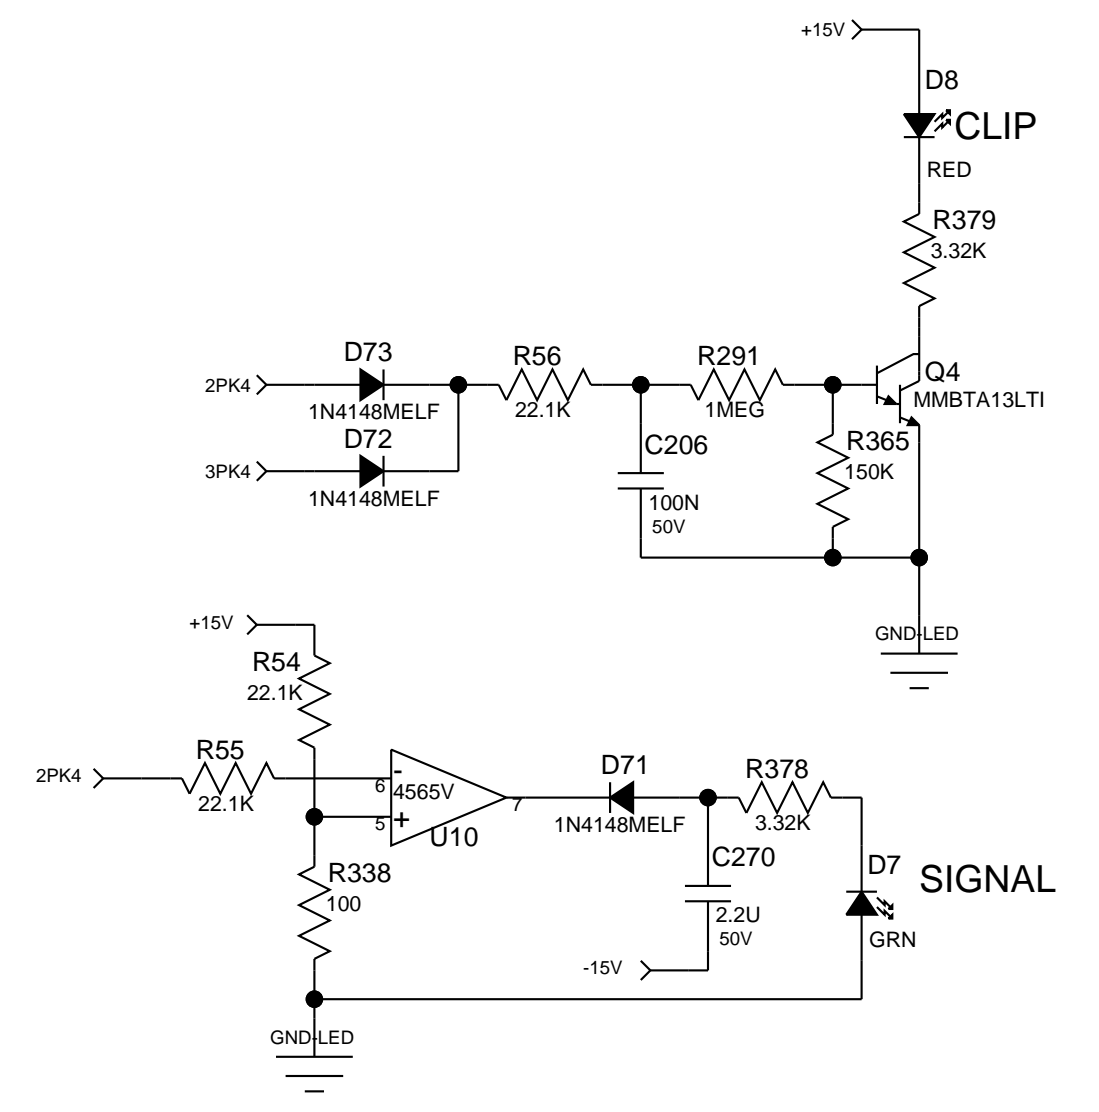 +15V
D8
CLIP
RED
R379
3.32K
D73
R56
R291
Q4
2PK4
1N4148MELF
22.1K
1MEG
MMBTA13LTI
D72
C206
R365
3PK4
150K
1N4148MELF
100N
50V
GND-LED
+15V
R54
22.1K
R55
D71
R378
2PK4
22.1K
6
-
4565V
7
1N4148MELF
3.32K
5
+
U10
C270
D7
SIGNAL
R338
100
2.2U
50V
GRN
-15V
GND-LED